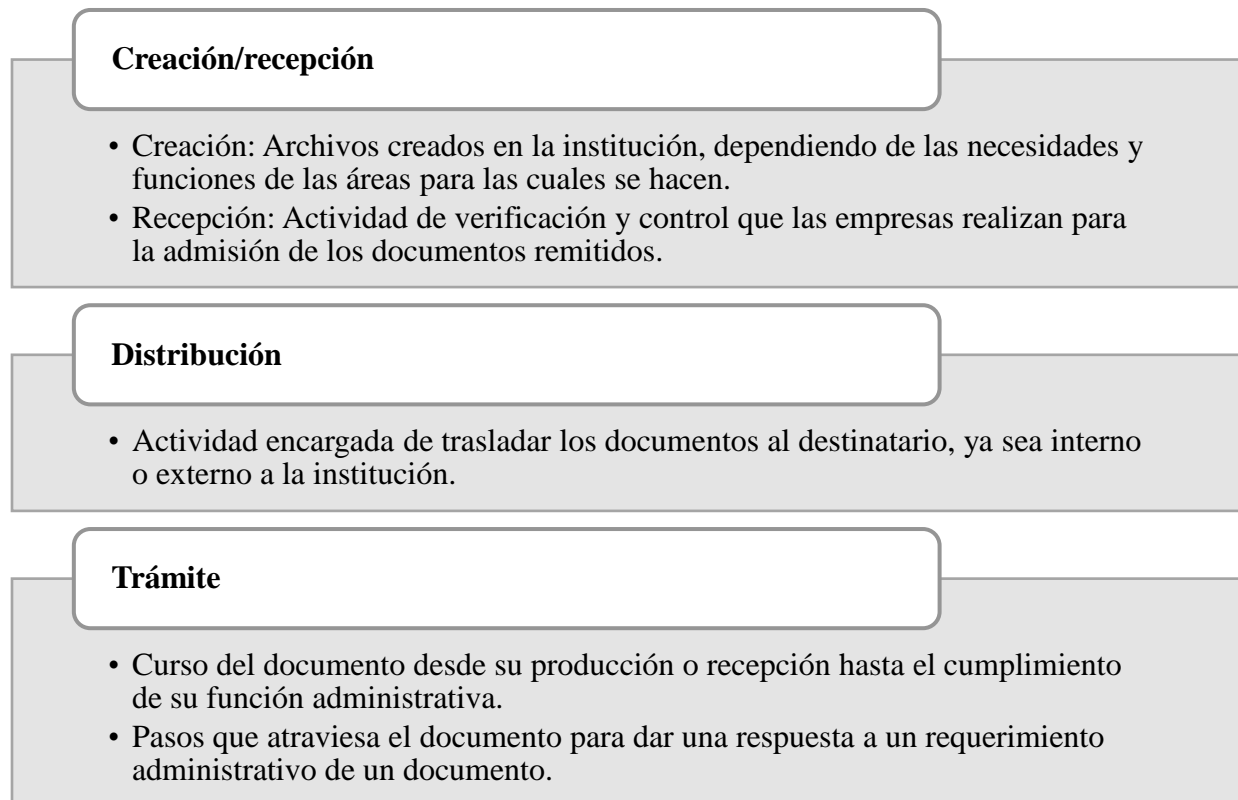 Creación/recepción
• Creación: Archivos creados en la institución, dependiendo de las necesidades y
funciones de las áreas para las cuales se hacen.
• Recepción: Actividad de verificación y control que las empresas realizan para
la admisión de los documentos remitidos.
Distribución
• Actividad encargada de trasladar los documentos al destinatario, ya sea interno
o externo a la institución.
Trámite
• Curso del documento desde su producción o recepción hasta el cumplimiento
de su función administrativa.
• Pasos que atraviesa el documento para dar una respuesta a un requerimiento
administrativo de un documento.